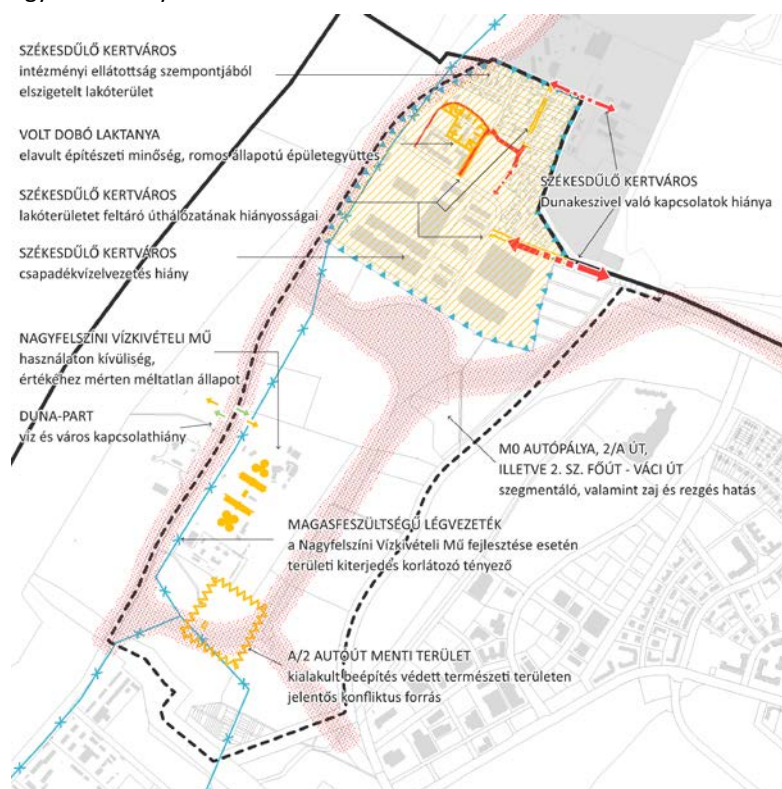 SZÉKESDŰLŐ KERTVÁROS
intézményi ellátottság szempontjából
elszigetelt lakóterület
VOLT DOBÓ LAKTANYA
elavult építészeti minőség, romos állapotú épületegyüttes
SZÉKESDŰLŐ KERTVÁROS
lakóterületet feltáró úthálózatának hiányosságai
SZÉKESDŰLŐ KERTVÁROS
Dunakeszivel való kapcsolatok hiánya
SZÉKESDŰLŐ KERTVÁROS
csapadékvízelvezetés hiány
NAGYFELSZINI VÍZKIVÉTELI MŰ
használaton kívüliség,
értékéhez mérten méltatlan állapot
DUNA-PART
víz és város kapcsolathiány
M0 AUTÓPÁLYA, 2/A ÚT,
ILLETVE 2. SZ. FŐÚT - VÁCI ÚT
szegmentáló, valamint zaj és rezgés hatás
MAGASFESZÜLTSÉGŰ LÉGVEZETÉK
a Nagyfelszíni Vízkivételi Mű fejlesztése esetén
területi kiterjedés korlátozó tényező
A/2 AUTOÚT MENTI TERÜLET
kialakult beépítés védett természeti területen
jelentős konfliktus forrás